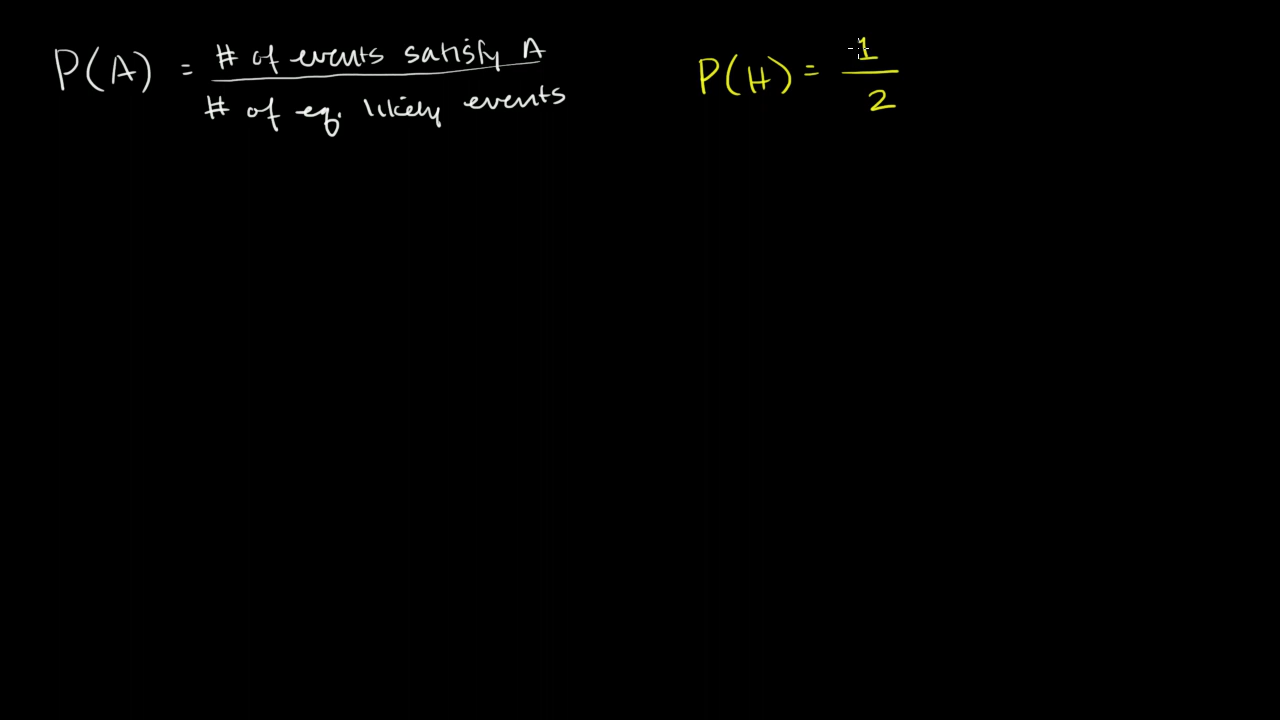 P(A) = # of events satisfy A / # of eq. likely events
P(H) = 1/2